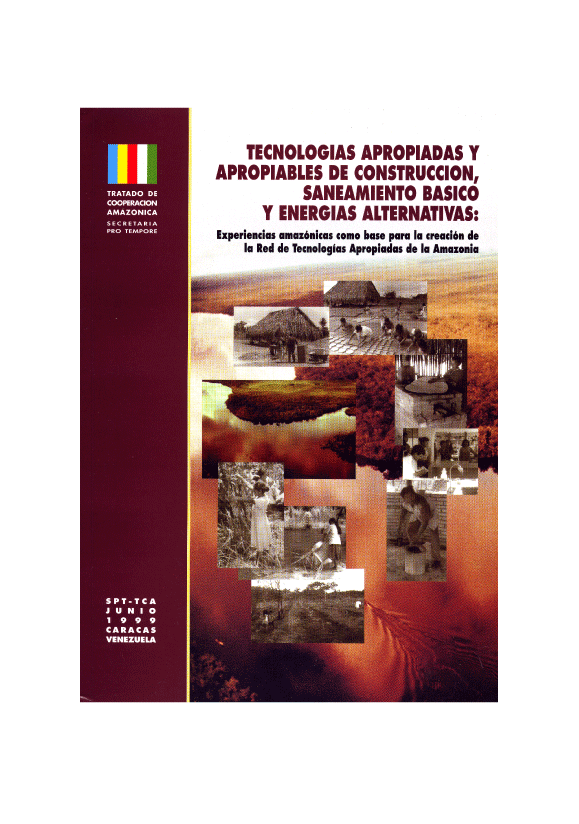 TRATADO DE
COOPERACION
AMAZONICA
SECRETARIA
PRO TEMPORE
TECNOLOGIAS APROPIADAS Y
APROPIABLES DE CONSTRUCCION,
SANEAMIENTO BASICO
Y ENERGIAS ALTERNATIVAS:
Experiencias amazónicas como base para la creación de
la Red de Tecnologías Apropiadas de la Amazonia
SPT-TCA
JUNIO
1999
CARACAS
VENEZUELA